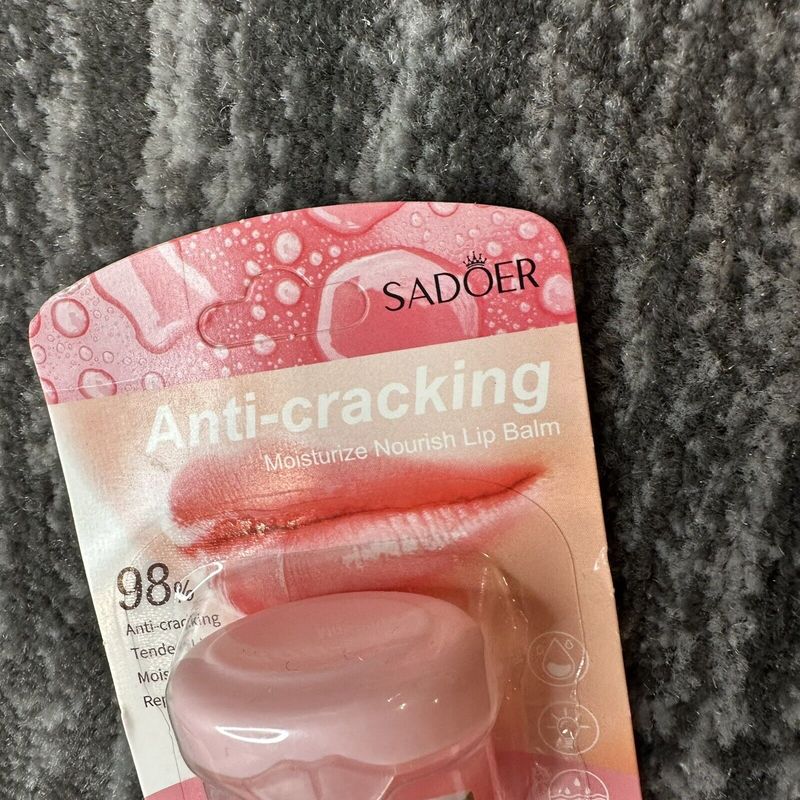 SADOER
Anti-cracking
Moisturize Nourish Lip Balm
98%
Anti-cracking